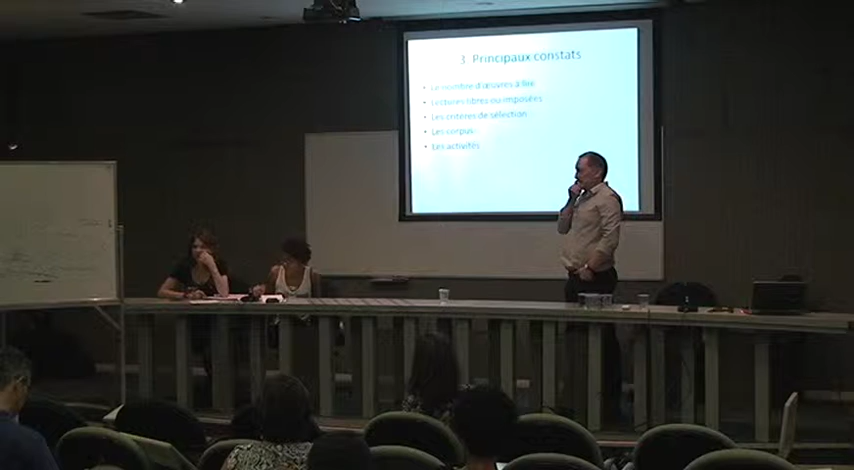 3. Principaux constats
• Le nombre d'œuvres à lire
• Lectures libres ou imposées
• Les critères de sélection
• Les corpus
• Les activités